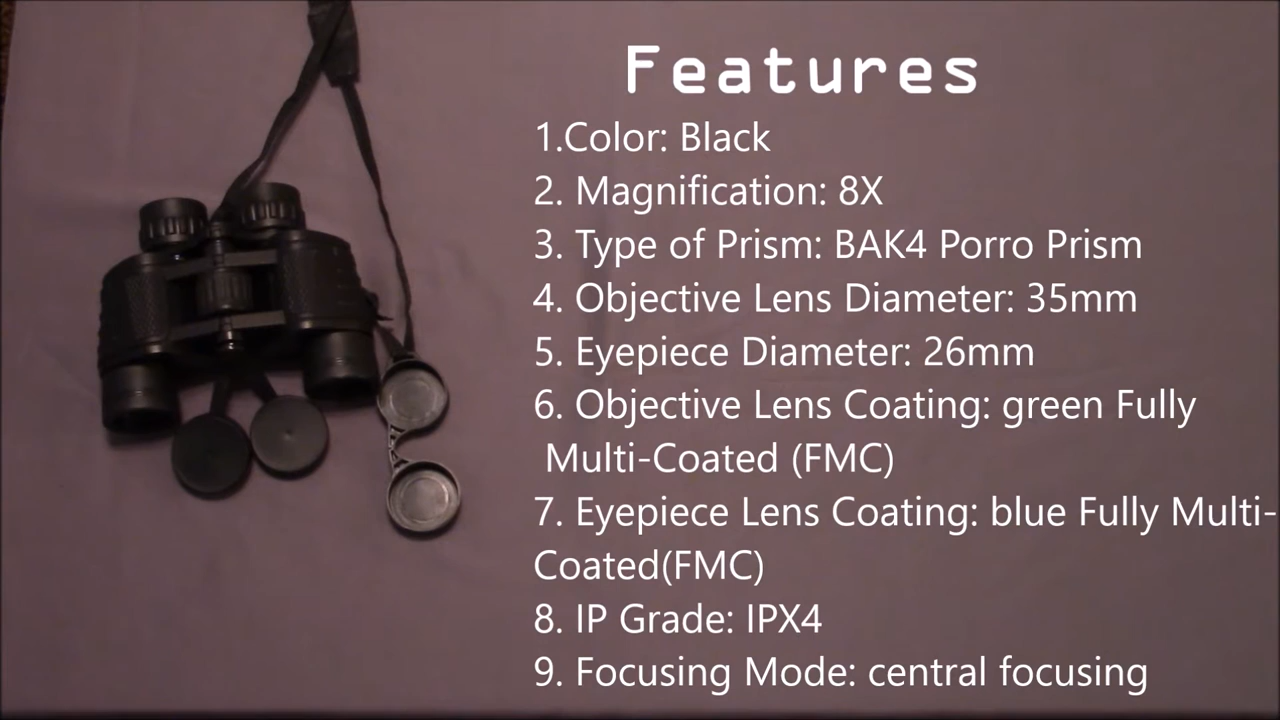 Features
1.Color: Black
2. Magnification: 8X
3. Type of Prism: BAK4 Porro Prism
4. Objective Lens Diameter: 35mm
5. Eyepiece Diameter: 26mm
6. Objective Lens Coating: green Fully
Multi-Coated (FMC)
7. Eyepiece Lens Coating: blue Fully Multi-
Coated(FMC)
8. IP Grade: IPX4
9. Focusing Mode: central focusing